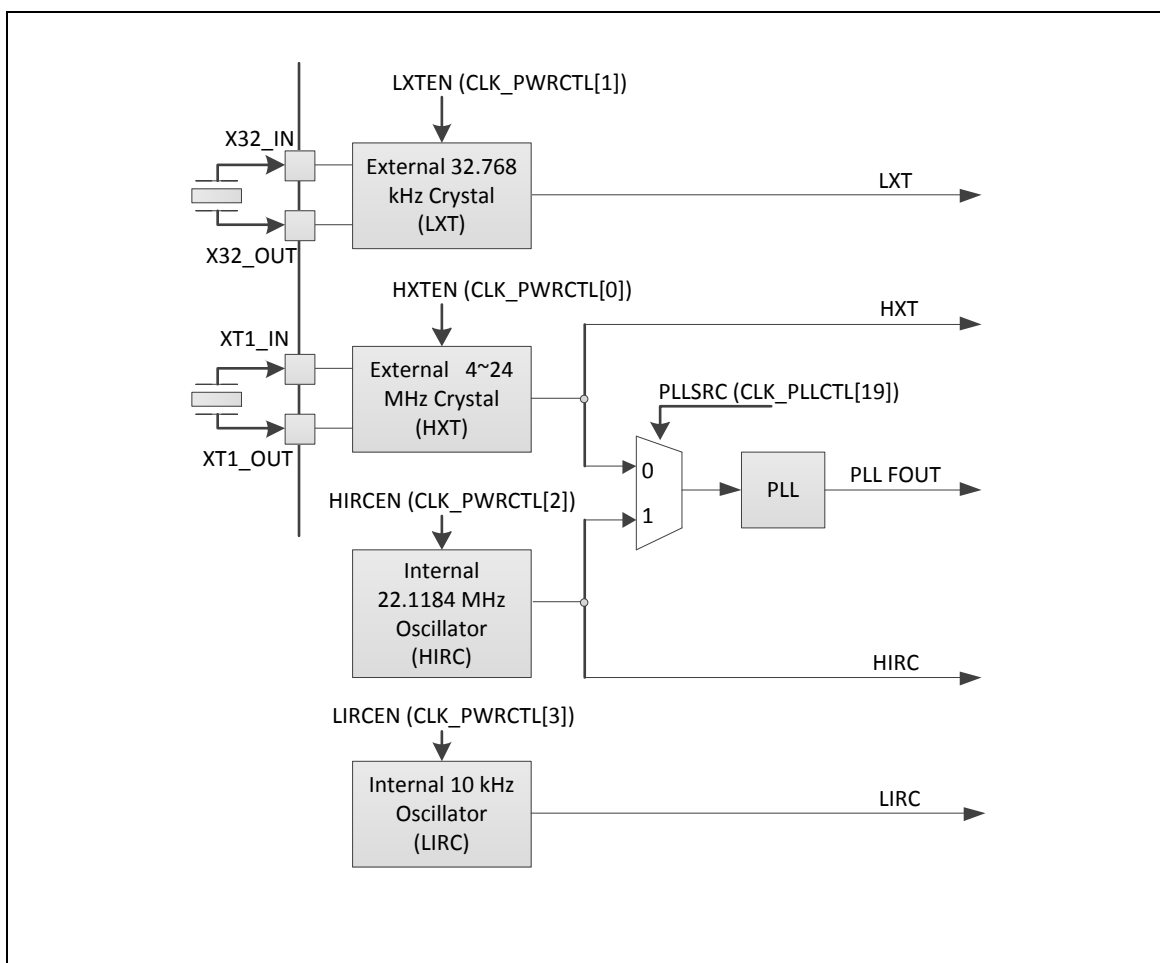 LXTEN (CLK_PWRCTL[1])
X32_IN
External 32.768
kHz Crystal
(LXT)
LXT
X32_OUT
HXTEN (CLK_PWRCTL[0])
HXT
XT1_IN
External 4~24
MHz Crystal
(HXT)
PLLSRC (CLK_PLLCTL[19])
XT1_OUT
0
PLL
PLL FOUT
HIRCEN (CLK_PWRCTL[2])
1
Internal
22.1184 MHz
Oscillator
(HIRC)
HIRC
LIRCEN (CLK_PWRCTL[3])
Internal 10 kHz
Oscillator
(LIRC)
LIRC